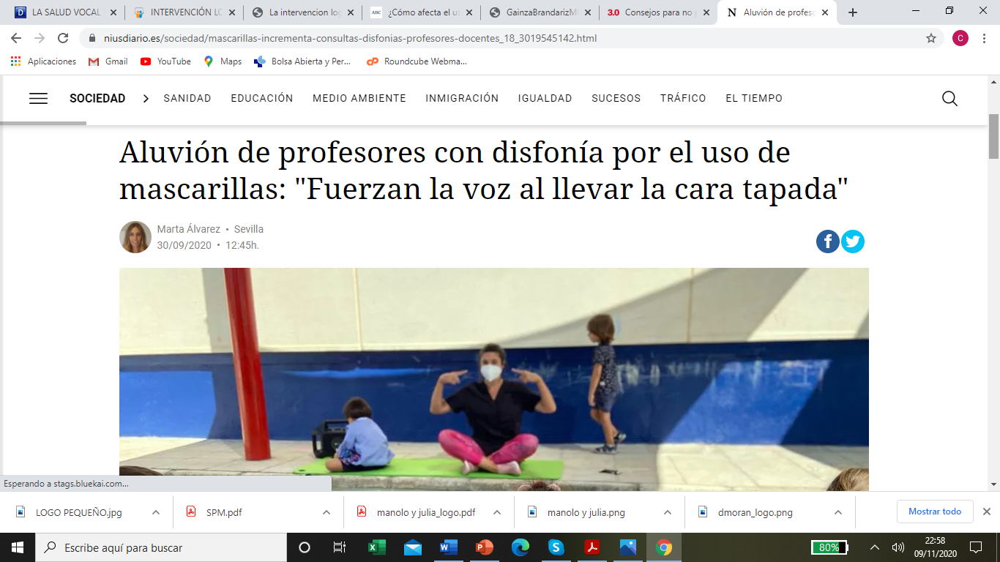 LA SALUD VOCAL
INTERVENCIÓN LO
La intervencion log
¿Cómo afecta el us
GainzaBrandarizM
3.0 Consejos para no p
Aluvión de profeso
niusdiario.es/sociedad/mascarillas-incrementa-consultas-disfonias-profesores-docentes_18_3019545142.html
C
Aplicaciones
Gmail
YouTube
Maps
Bolsa Abierta y Per...
Roundcube Webma...
SOCIEDAD
SANIDAD
EDUCACIÓN
MEDIO AMBIENTE
INMIGRACIÓN
IGUALDAD
SUCESOS
TRÁFICO
EL TIEMPO
Aluvión de profesores con disfonía por el uso de
mascarillas: "Fuerzan la voz al llevar la cara tapada"
Marta Álvarez • Sevilla
30/09/2020 • 12:45h.
Esperando a stags.bluekai.com...
LOGO PEQUEÑO.jpg
SPM.pdf
manolo y julia_logo.pdf
manolo y julia.png
dmoran_logo.png
Mostrar todo
Escribe aquí para buscar
80%
22:58
09/11/2020